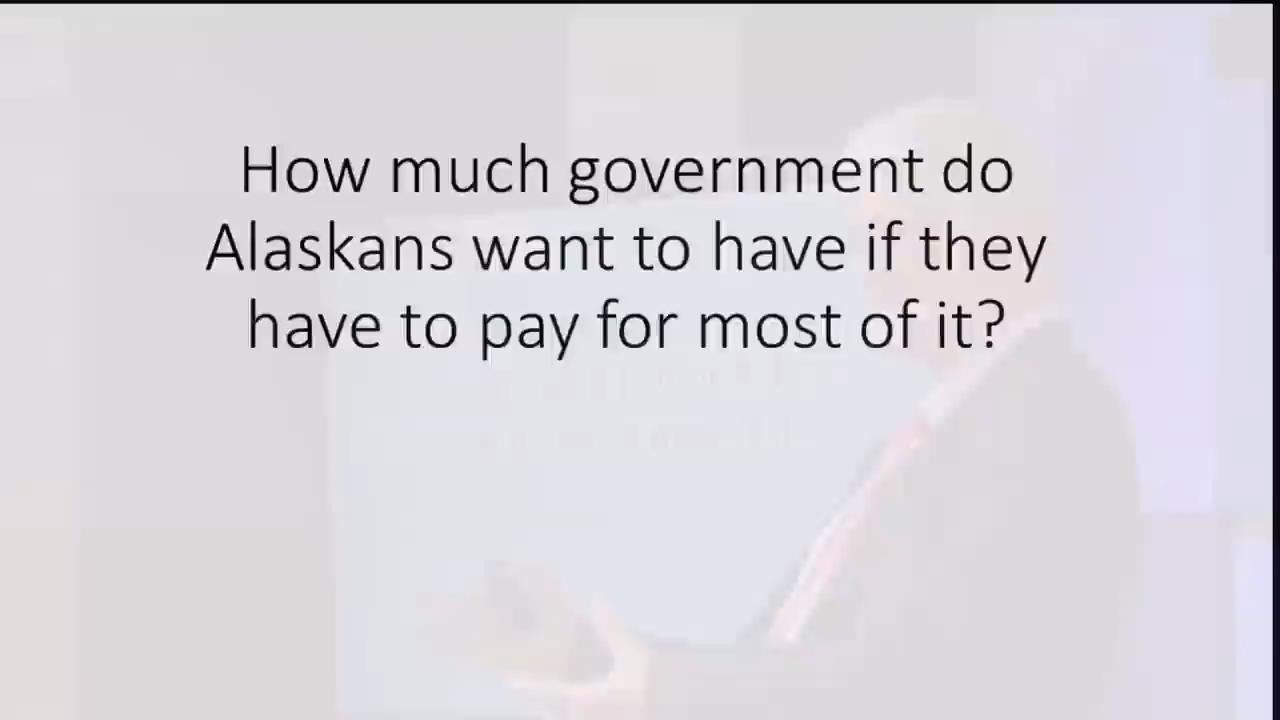 How much government do
Alaskans want to have if they
have to pay for most of it?